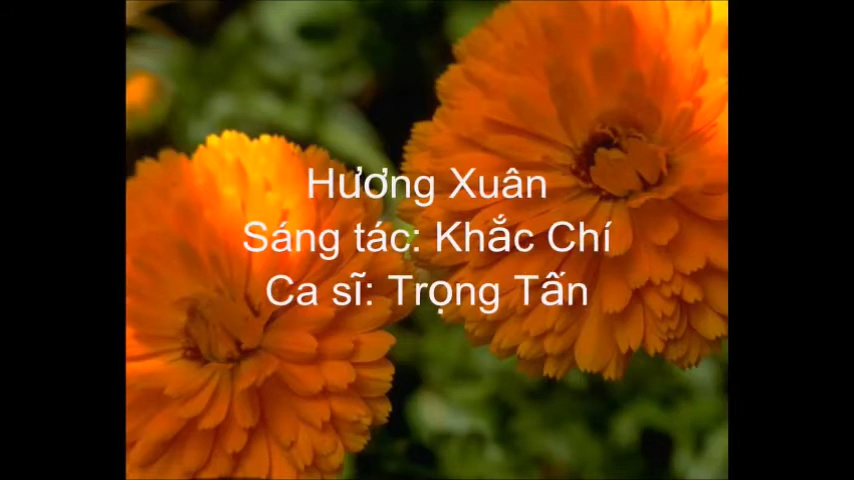 Hương Xuân
Sáng tác: Khắc Chí
Ca sĩ: Trọng Tấn